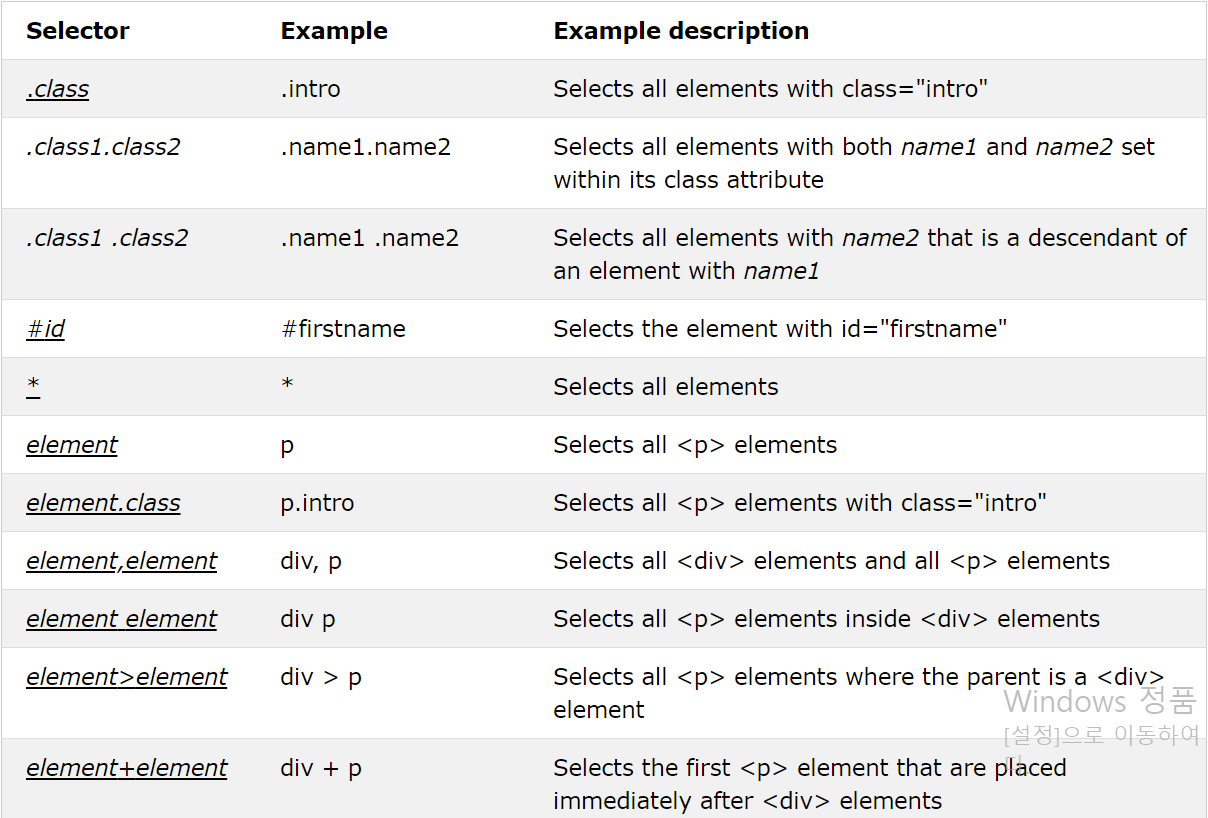 Selector Example Example description
.class .intro Selects all elements with class="intro"
.class1.class2 .name1.name2 Selects all elements with both name1 and name2 set
within its class attribute
.class1 .class2 .name1 .name2 Selects all elements with name2 that is a descendant of
an element with name1
#id #firstname Selects the element with id="firstname"
* * Selects all elements
element p Selects all <p> elements
element.class p.intro Selects all <p> elements with class="intro"
element,element div, p Selects all <div> elements and all <p> elements
element element div p Selects all <p> elements inside <div> elements
element>element div > p Selects all <p> elements where the parent is a <div>
element
Windows 정품
[설정]으로 이동하여
element+element div + p Selects the first <p> element that are placed
immediately after <div> elements